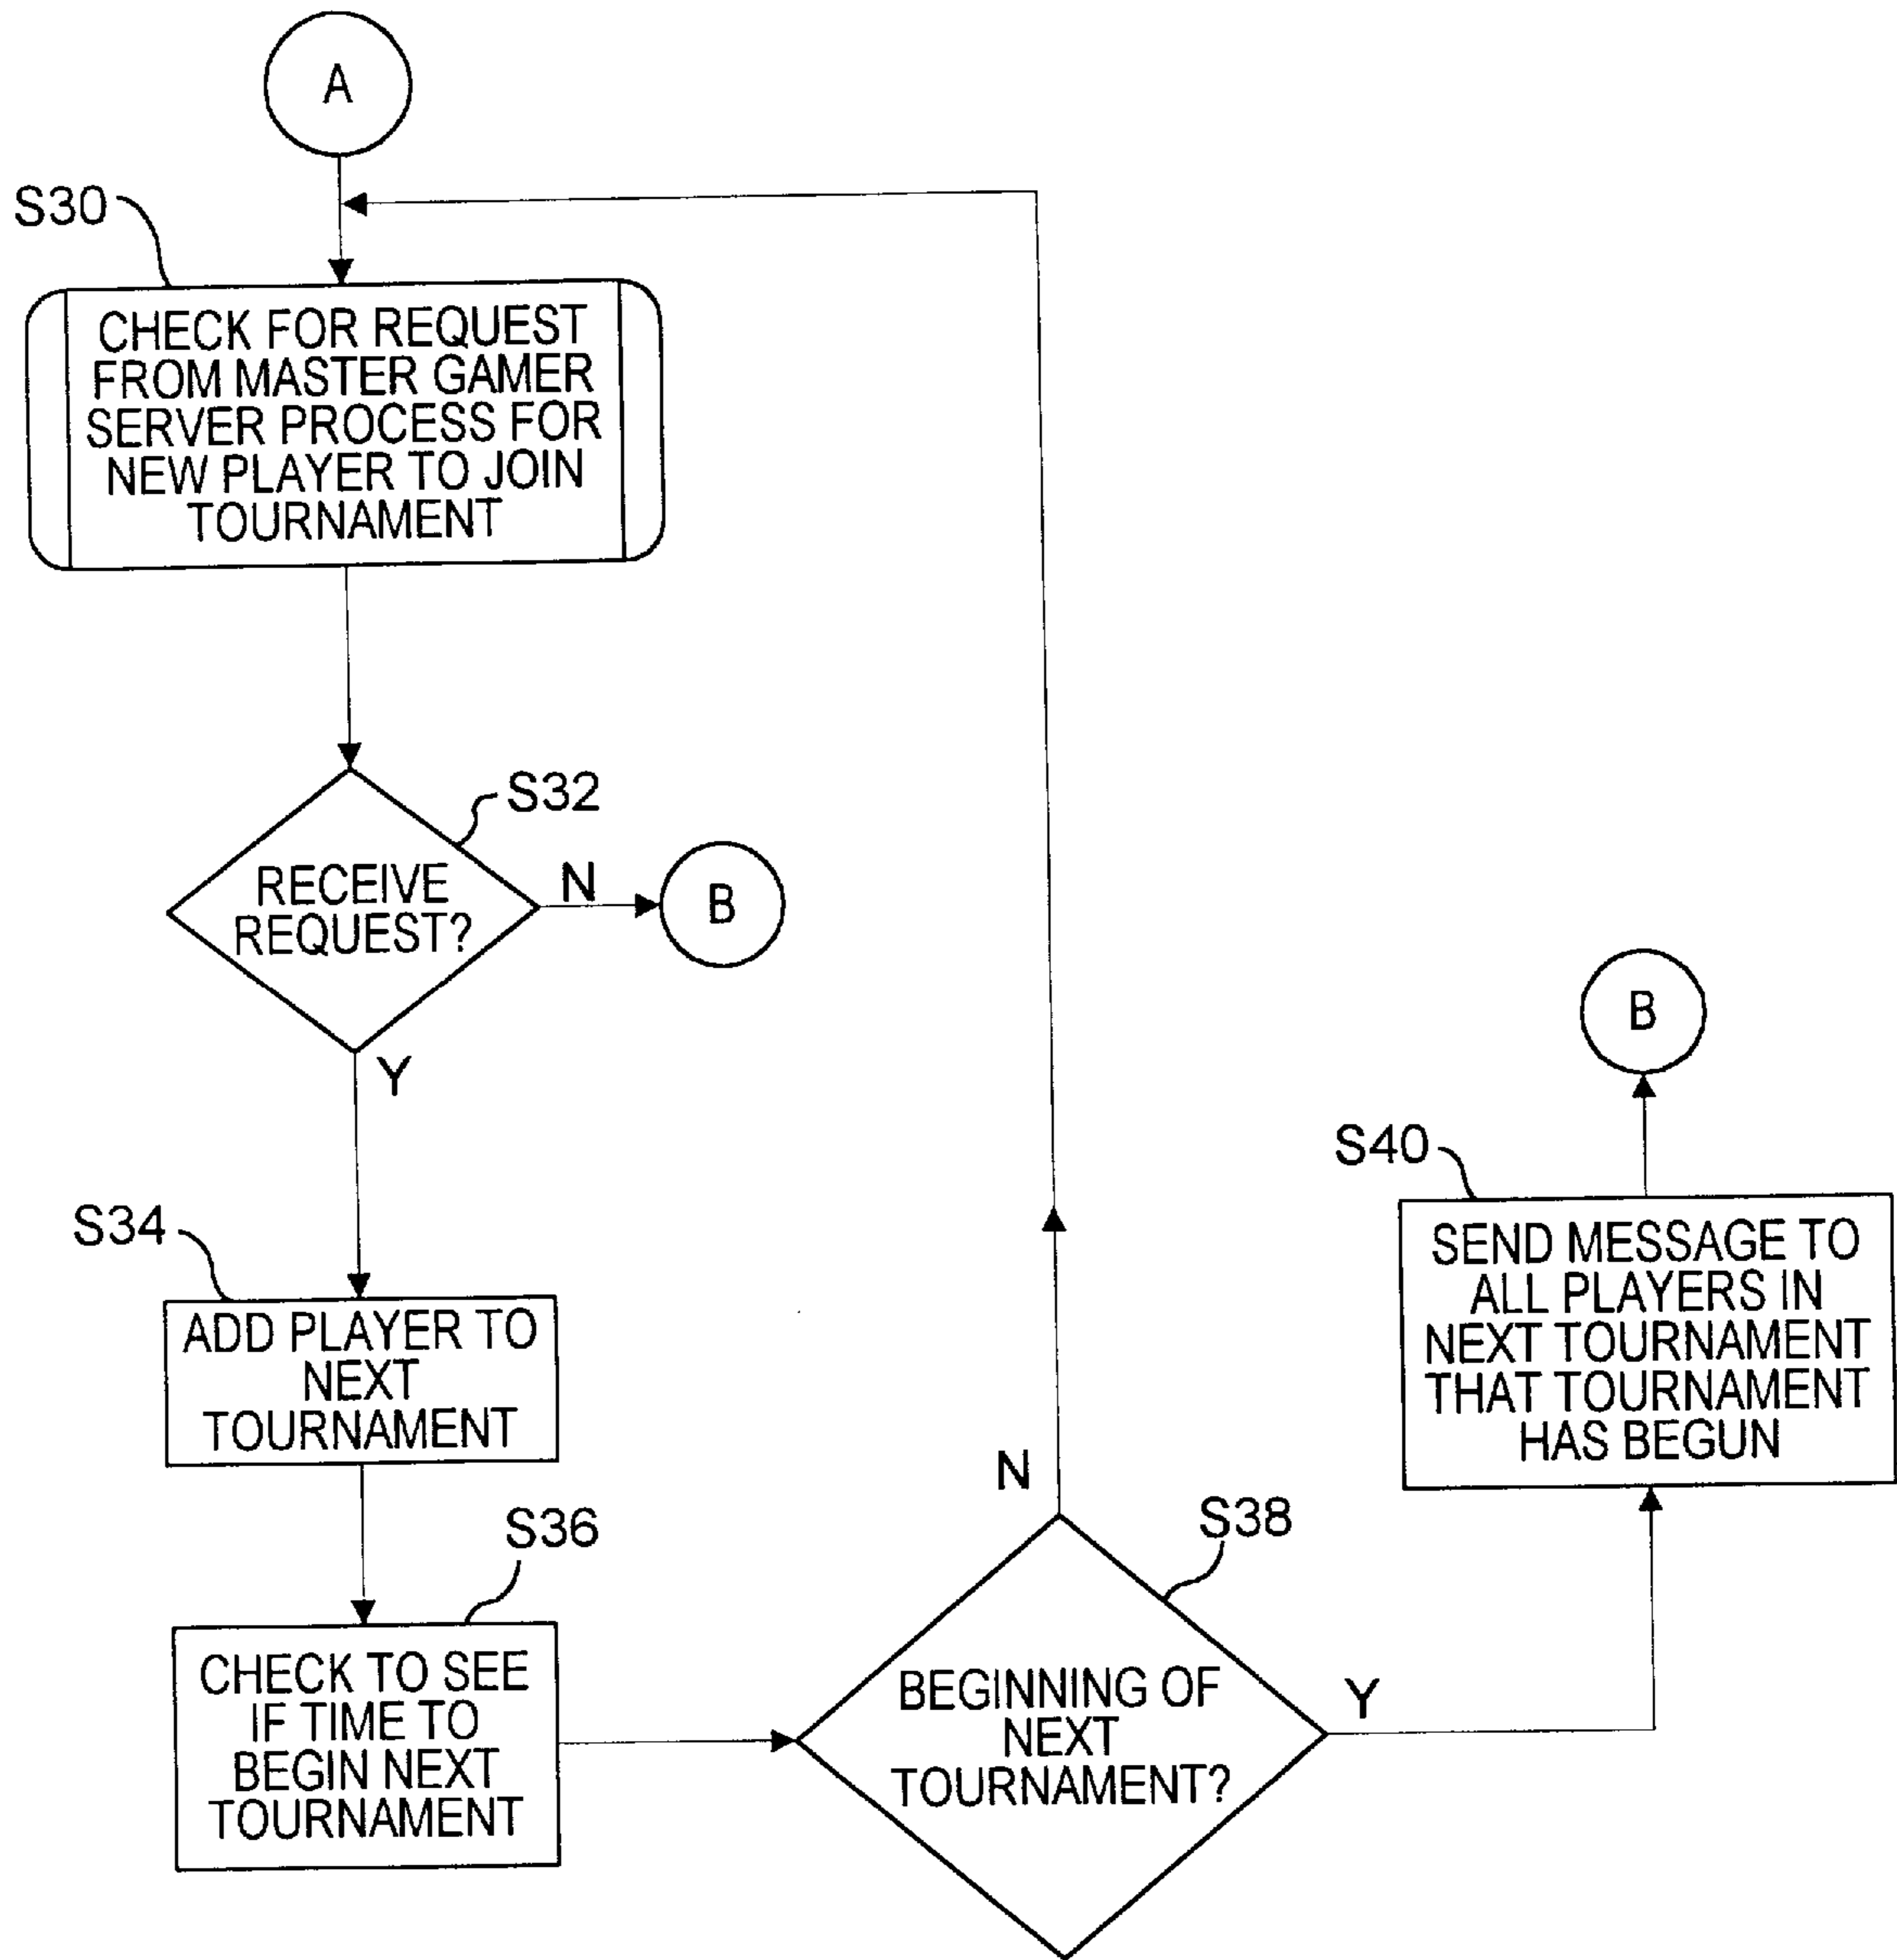 A
S30
CHECK FOR REQUEST
FROM MASTER GAMER
SERVER PROCESS FOR
NEW PLAYER TO JOIN
TOURNAMENT
S32
RECEIVE
REQUEST?
N
B
Y
S34
ADD PLAYER TO
NEXT
TOURNAMENT
S36
CHECK TO SEE
IF TIME TO
BEGIN NEXT
TOURNAMENT
S38
BEGINNING OF
NEXT
TOURNAMENT?
N
Y
S40
SEND MESSAGE TO
ALL PLAYERS IN
NEXT TOURNAMENT
THAT TOURNAMENT
HAS BEGUN
B